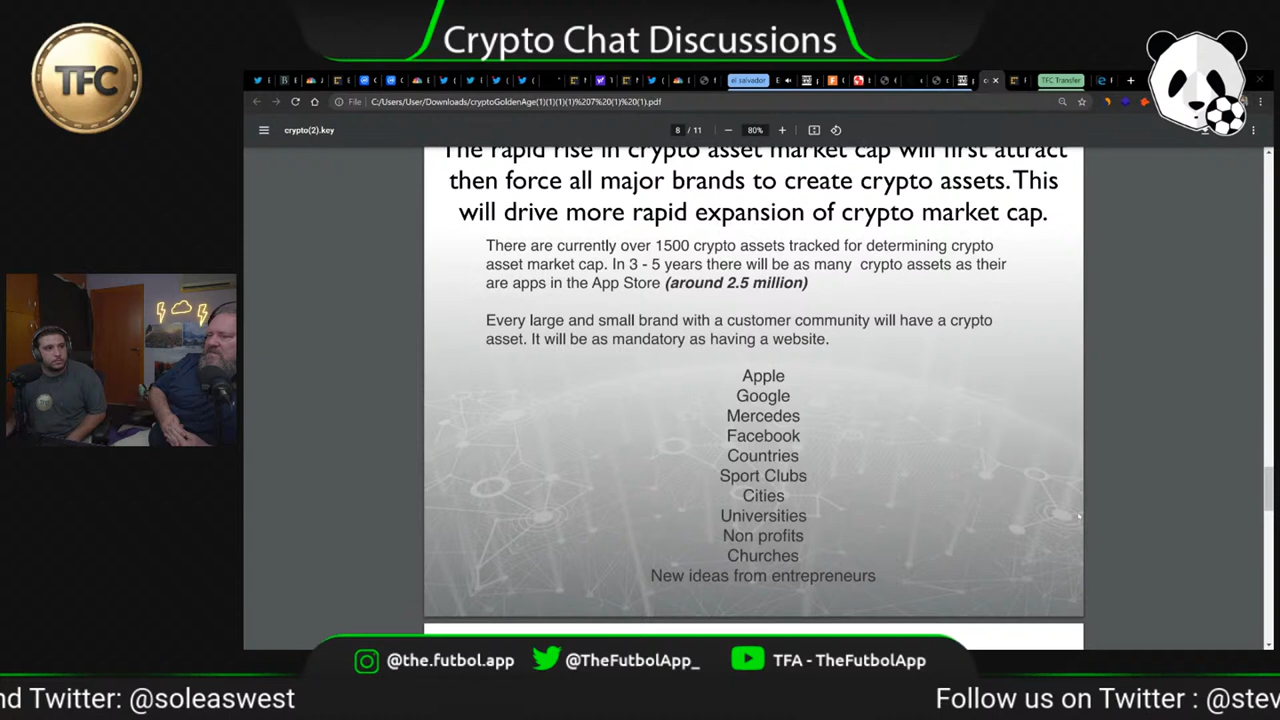 Crypto Chat Discussions
TFC
el salvador
TFC Transfer
File
C:/Users/User/Downloads/cryptoGoldenAge(1)(1)(1)(1)%207%20(1)%20(1).pdf
crypto(2).key
8 / 11
80%
The rapid rise in crypto asset market cap will first attract
then force all major brands to create crypto assets. This
will drive more rapid expansion of crypto market cap.
There are currently over 1500 crypto assets tracked for determining crypto
asset market cap. In 3 - 5 years there will be as many crypto assets as their
are apps in the App Store (around 2.5 million)
Every large and small brand with a customer community will have a crypto
asset. It will be as mandatory as having a website.
Apple
Google
Mercedes
Facebook
Countries
Sport Clubs
Cities
Universities
Non profits
Churches
New ideas from entrepreneurs
@the.futbol.app
@TheFutbolApp_
TFA - TheFutbolApp
nd Twitter: @soleaswest
Follow us on Twitter : @stev